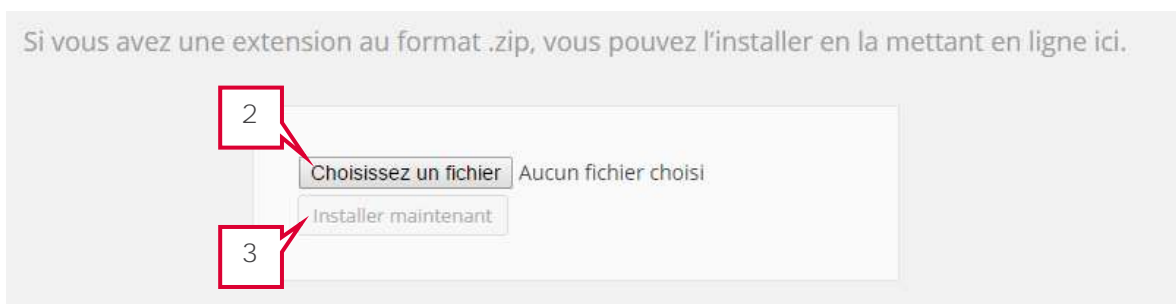 Si vous avez une extension au format .zip, vous pouvez l'installer en la mettant en ligne ici.
2
Choisissez un fichier Aucun fichier choisi
Installer maintenant
3